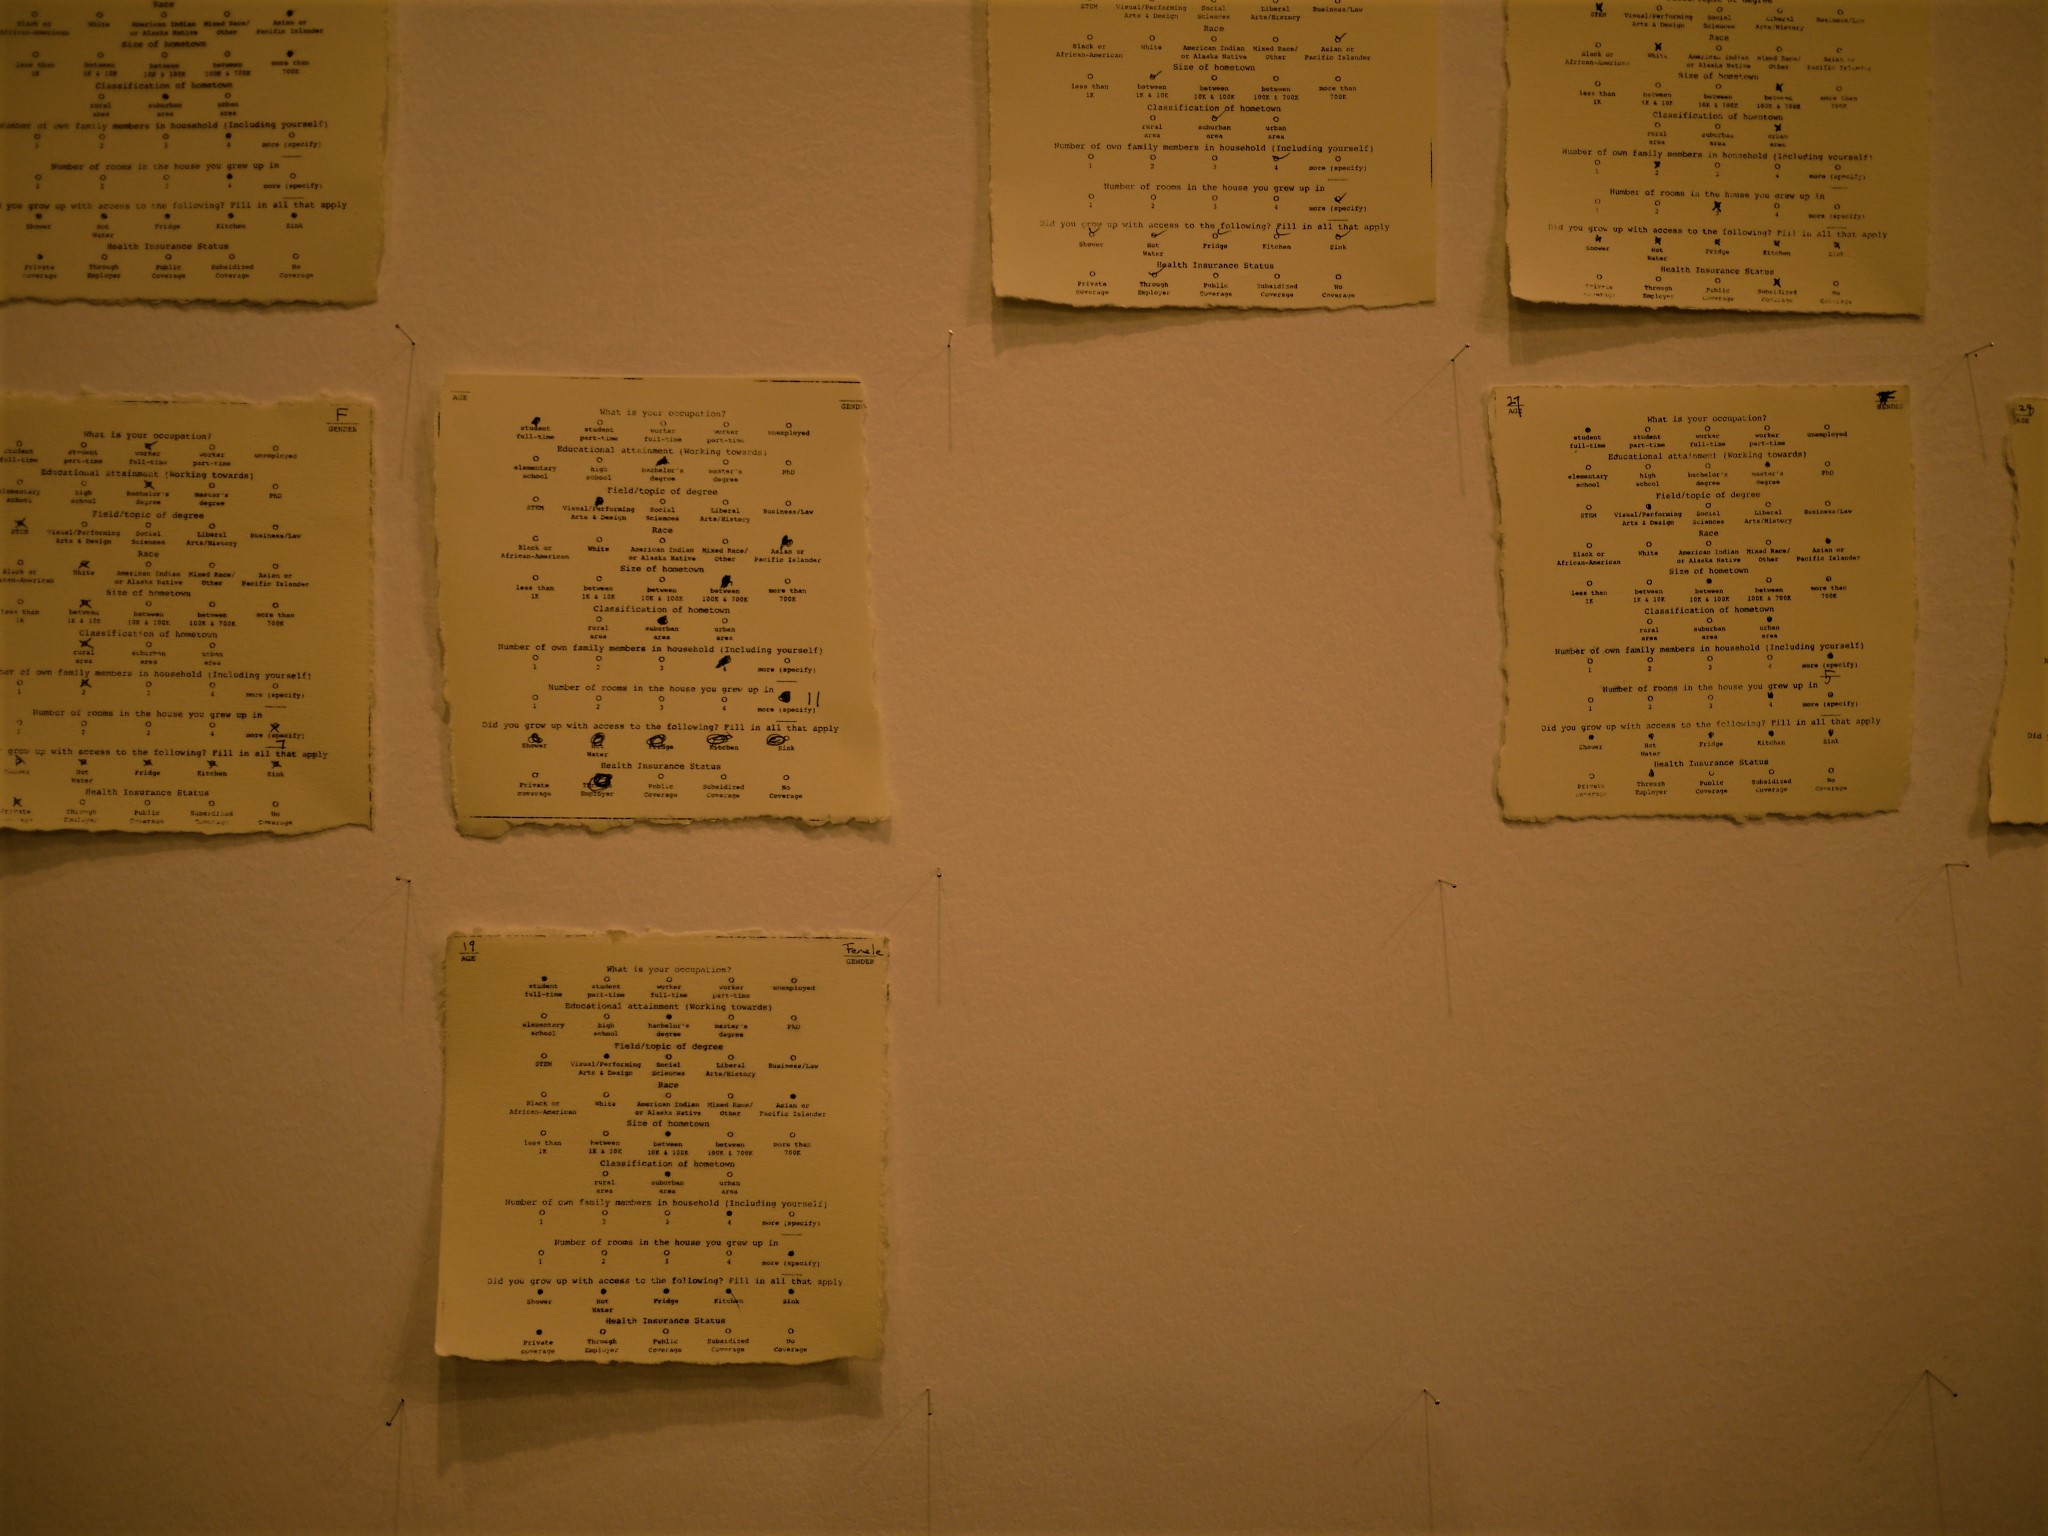 Race
Black or
African-American
White
American Indian
or Alaska Native
Mixed Race/
Other
Asian or
Pacific Islander
Size of hometown
less than
1K
between
1K & 10K
between
10K & 100K
between
100K & 700K
more than
700K
Classification of hometown
rural
area
suburban
area
urban
area
number of own family members in household (Including yourself)
1 2 3 4 more (specify)
Number of rooms in the house you grew up in
1 2 3 4 more (specify)
you grow up with access to the following? Fill in all that apply
Shower Hot Fridge Kitchen Sink
Water
Health Insurance Status
Private Through Public Subsidized No
Coverage Employer Coverage Coverage Coverage
STEM Visual/Performing Social Liberal Business/Law
Arts & Design Sciences Arts/History
Race
Black or White American Indian Mixed Race/ Asian or
African-American or Alaska Native Other Pacific Islander
Size of hometown
less than between between between more than
1K 1K & 10K 10K & 100K 100K & 700K 700K
Classification of hometown
rural suburban urban
area area area
Number of own family members in household (Including yourself)
1 2 3 4 more (specify)
Number of rooms in the house you grew up in
1 2 3 4 more (specify)
Did you grow up with access to the following? Fill in all that apply
Shower Hot Fridge Kitchen Sink
Water
Health Insurance Status
Private Through Public Subsidized No
Coverage Employer Coverage Coverage Coverage
STEM Visual/Performing Social Liberal Business/Law
Arts & Design Sciences Arts/History
Race
Black or White American Indian Mixed Race/ Asian or
African-American or Alaska Native Other Pacific Islander
Size of hometown
less than between between between more than
1K 1K & 10K 10K & 100K 100K & 700K 700K
Classification of hometown
rural suburban urban
area area area
Number of own family members in household (Including yourself)
1 2 3 4 more (specify)
Number of rooms in the house you grew up in
1 2 3 4 more (specify)
Did you grow up with access to the following? Fill in all that apply
Shower Hot Fridge Kitchen Sink
Water
Health Insurance Status
Private Through Public Subsidized No
Coverage Employer Coverage Coverage Coverage
F
GENDER
What is your occupation?
student student worker worker unemployed
full-time part-time full-time part-time
Educational attainment (Working towards)
elementary high bachelor's master's PhD
school school degree degree
Field/topic of degree
STEM Visual/Performing Social Liberal Business/Law
Arts & Design Sciences Arts/History
Race
Black or White American Indian Mixed Race/ Asian or
African-American or Alaska Native Other Pacific Islander
Size of hometown
less than between between between more than
1K 1K & 10K 10K & 100K 100K & 700K 700K
Classification of hometown
rural suburban urban
area area area
ber of own family members in household (Including yourself)
1 2 3 4 more (specify)
Number of rooms in the house you grew up in
1 2 3 4 more (specify)
7
grow up with access to the following? Fill in all that apply
Shower Hot Fridge Kitchen Sink
Water
Health Insurance Status
Private Through Public Subsidized No
Coverage Employer Coverage Coverage Coverage
AGE GENDE
What is your occupation?
student student worker worker unemployed
full-time part-time full-time part-time
Educational attainment (Working towards)
elementary high bachelor's master's PhD
school school degree degree
Field/topic of degree
STEM Visual/Performing Social Liberal Business/Law
Arts & Design Sciences Arts/History
Race
Black or White American Indian Mixed Race/ Asian or
African-American or Alaska Native Other Pacific Islander
Size of hometown
less than between between between more than
1K 1K & 10K 10K & 100K 100K & 700K 700K
Classification of hometown
rural suburban urban
area area area
Number of own family members in household (Including yourself)
1 2 3 4 more (specify)
Number of rooms in the house you grew up in
11
1 2 3 4 more (specify)
Did you grow up with access to the following? Fill in all that apply
Shower Hot Fridge Kitchen Sink
Water
Health Insurance Status
Private Through Public Subsidized No
Coverage Employer Coverage Coverage Coverage
27
AGE GENDER
What is your occupation?
student student worker worker unemployed
full-time part-time full-time part-time
Educational attainment (Working towards)
elementary high bachelor's master's PhD
school school degree degree
Field/topic of degree
STEM Visual/Performing Social Liberal Business/Law
Arts & Design Sciences Arts/History
Race
Black or White American Indian Mixed Race/ Asian or
African-American or Alaska Native Other Pacific Islander
Size of hometown
less than between between between more than
1K 1K & 10K 10K & 100K 100K & 700K 700K
Classification of hometown
rural suburban urban
area area area
Number of own family members in household (Including yourself)
1 2 3 4 more (specify)
5
Number of rooms in the house you grew up in
1 2 3 4 more (specify)
Did you grow up with access to the following? Fill in all that apply
Shower Hot Fridge Kitchen Sink
Water
Health Insurance Status
Private Through Public Subsidized No
Coverage Employer Coverage Coverage Coverage
AGE
Did
19 Female
AGE GENDER
What is your occupation?
student student worker worker unemployed
full-time part-time full-time part-time
Educational attainment (Working towards)
elementary high bachelor's master's PhD
school school degree degree
Field/topic of degree
STEM Visual/Performing Social Liberal Business/Law
Arts & Design Sciences Arts/History
Race
Black or White American Indian Mixed Race/ Asian or
African-American or Alaska Native Other Pacific Islander
Size of hometown
less than between between between more than
1K 1K & 10K 10K & 100K 100K & 700K 700K
Classification of hometown
rural suburban urban
area area area
Number of own family members in household (Including yourself)
1 2 3 4 more (specify)
Number of rooms in the house you grew up in
1 2 3 4 more (specify)
Did you grow up with access to the following? Fill in all that apply
Shower Hot Fridge Kitchen Sink
Water
Health Insurance Status
Private Through Public Subsidized No
Coverage Employer Coverage Coverage Coverage